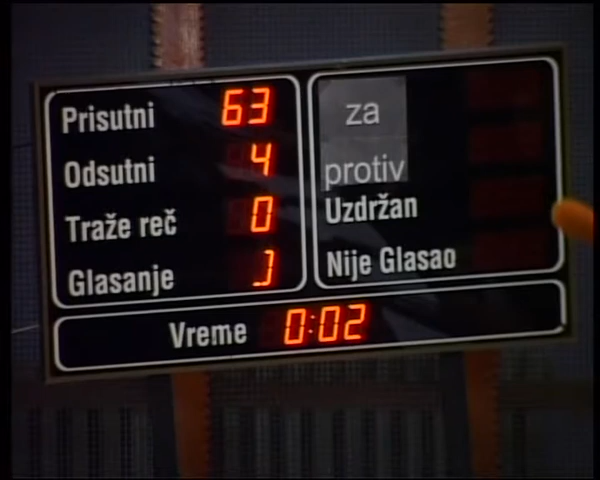 Prisutni 63
Odsutni 4
Traže reč 0
Glasanje
za
protiv
Uzdržan
Nije Glasao
Vreme 0:02